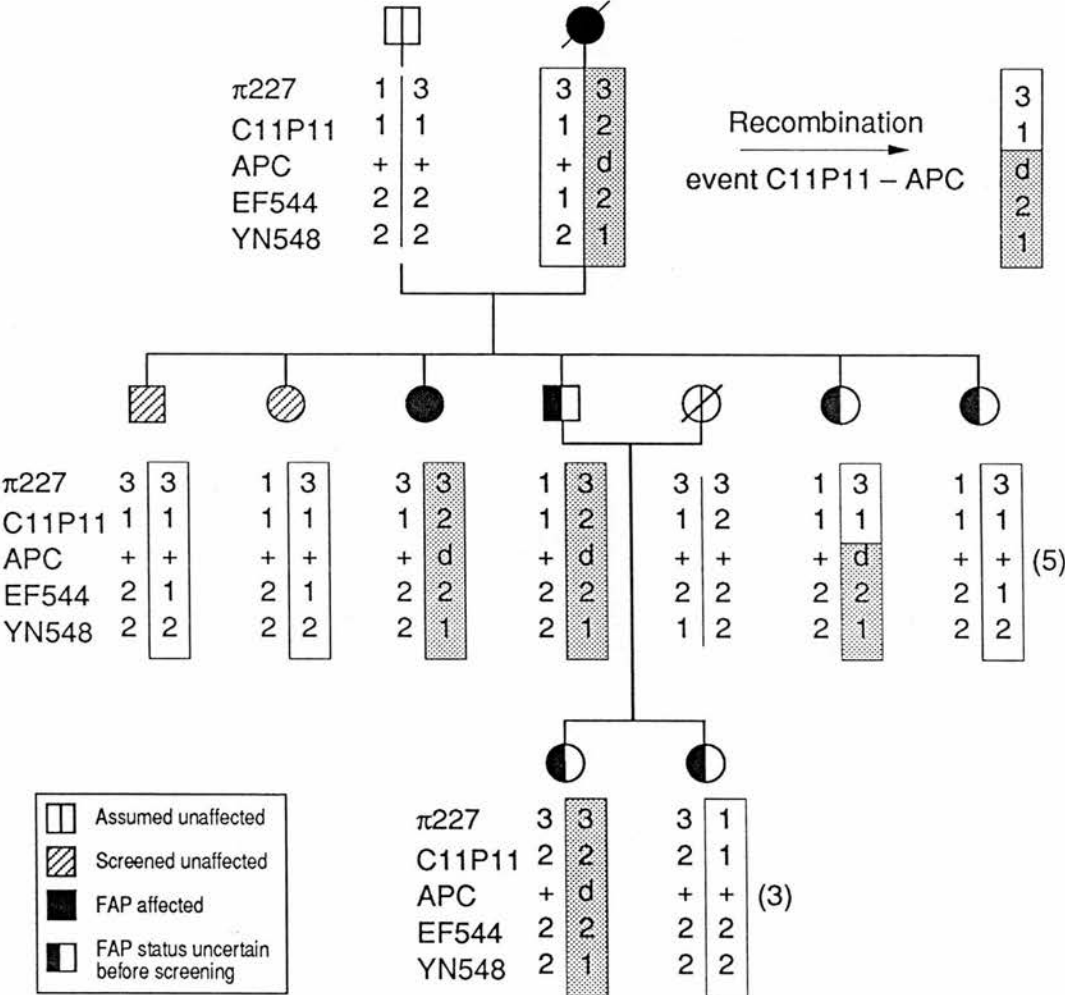 π227 1 3 3 3
C11P11 1 1 1 2
APC + + + d
EF544 2 2 1 2
YN548 2 2 2 1
Recombination
event C11P11 – APC
3
1
d
2
1
π227 3 3 1 3 3 3 1 3 3 3 1 3 1 3
C11P11 1 1 1 1 1 2 1 2 1 2 1 1 1 1
APC + + + + + d + d + + + d + + (5)
EF544 2 1 2 1 2 2 2 2 2 2 2 2 2 1
YN548 2 2 2 2 2 1 2 1 1 2 2 1 2 2
π227 3 3 3 1
C11P11 2 2 2 1
APC + d + + (3)
EF544 2 2 2 2
YN548 2 1 2 2
Assumed unaffected
Screened unaffected
FAP affected
FAP status uncertain
before screening